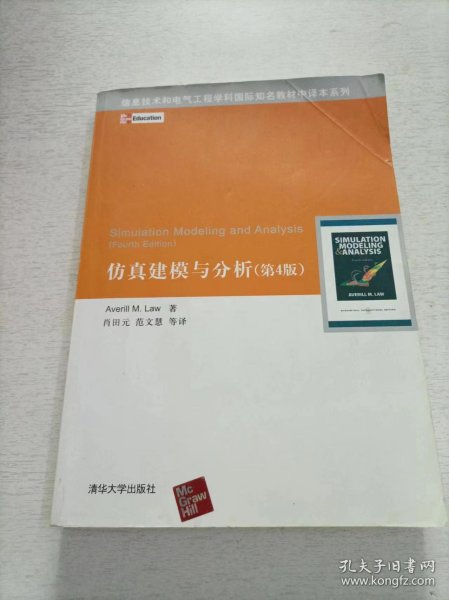 信息技术和电气工程学科国际知名教材中译本系列
Education
Simulation Modeling and Analysis
(Fourth Edition)
仿真建模与分析(第4版)
SIMULATION
MODELING
&ANALYSIS
AVERILL M. LAW
Averill M. Law 著
肖田元 范文慧 等译
清华大学出版社
Mc
Graw
Hill
孔夫子旧书网
www.kongfz.com